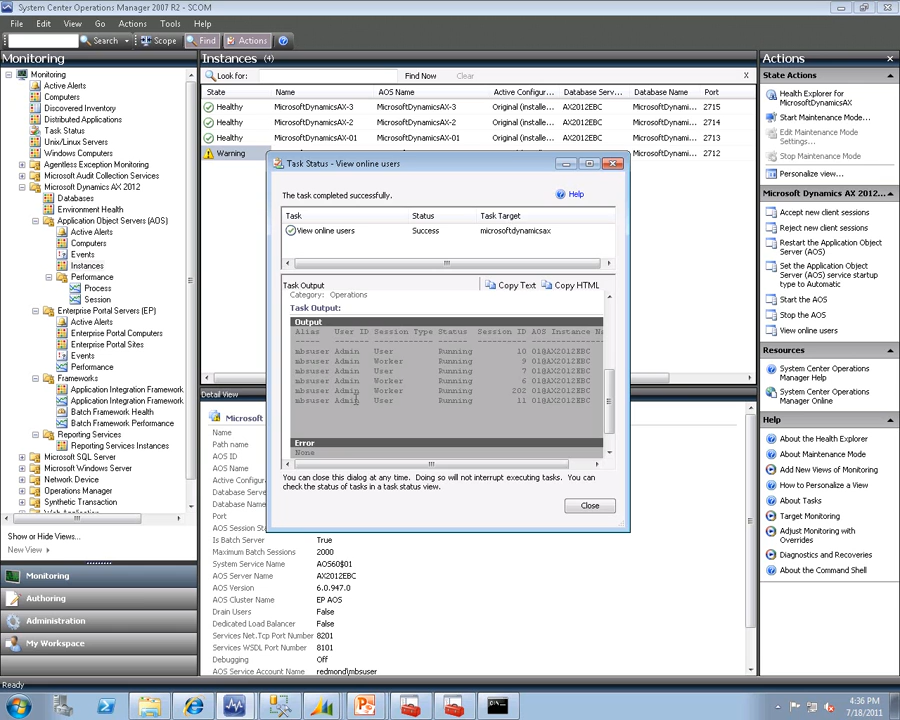 System Center Operations Manager 2007 R2 - SCOM
File Edit View Go Actions Tools Help
Search Scope Find Actions
Monitoring
Monitoring
Active Alerts
Computers
Discovered Inventory
Distributed Applications
Task Status
Unix/Linux Servers
Windows Computers
Agentless Exception Monitoring
Microsoft Audit Collection Services
Microsoft Dynamics AX 2012
Databases
Environment Health
Application Object Servers (AOS)
Active Alerts
Computers
Events
Instances
Performance
Process
Session
Enterprise Portal Servers (EP)
Active Alerts
Enterprise Portal Computers
Enterprise Portal Sites
Events
Performance
Frameworks
Application Integration Framework
Application Integration Framework
Batch Framework Health
Batch Framework Performance
Reporting Services
Reporting Services Instances
Microsoft SQL Server
Microsoft Windows Server
Network Device
Operations Manager
Synthetic Transaction
Show or Hide Views...
New View
Monitoring
Authoring
Administration
My Workspace
Ready
Instances (4)
Look for: Find Now Clear x
State Name AOS Name Active Configur... Database Serv... Database Name Port
Healthy MicrosoftDynamicsAX-3 MicrosoftDynamicsAX-3 Original (installe... AX2012EBC 2715
Healthy MicrosoftDynamicsAX-2 MicrosoftDynamicsAX-2 Original (installe... AX2012EBC 2714
Healthy MicrosoftDynamicsAX-01 MicrosoftDynamicsAX-01 Original (installe... AX2012EBC 2713
Warning 2712
Task Status - View online users
The task completed successfully.
Help
Task Status Task Target
View online users Success microsoftdynamicsax
Task Output Copy Text Copy HTML
Category: Operations
Task Output:
Output
Alias User ID Session Type Status Session ID AOS Instance Na
----- ------- ------------ ------ ---------- ---------------
mbsuser Admin User Running 10 01@AX2012EBC
mbsuser Admin Worker Running 9 01@AX2012EBC
mbsuser Admin User Running 7 01@AX2012EBC
mbsuser Admin Worker Running 6 01@AX2012EBC
mbsuser Admin Worker Running 202 01@AX2012EBC
mbsuser Admin User Running 11 01@AX2012EBC
Error
None
You can close this dialog at any time. Doing so will not interrupt executing tasks. You can
check the status of tasks in a task status view.
Close
Detail View
Microsoft
Name
Path name
AOS ID
AOS Name
Active Config
Database Serve
Database Name
Port
AOS Session Sta
Is Batch Server True
Maximum Batch Sessions 2000
System Service Name AOS60$01
AOS Server Name AX2012EBC
AOS Version 6.0.947.0
AOS Cluster Name EP AOS
Drain Users False
Dedicated Load Balancer False
Services Net.Tcp Port Number 8201
Services WSDL Port Number 8101
Debugging Off
AOS Service Account Name redmond\mbsuser
Actions
State Actions
Health Explorer for
MicrosoftDynamicsAX
Start Maintenance Mode...
Edit Maintenance Mode
Settings...
Stop Maintenance Mode
Personalize view...
Microsoft Dynamics AX 2012...
Accept new client sessions
Reject new client sessions
Restart the Application
Object Server (AOS)
Set the Application Object
Server (AOS) service startup
type to Automatic
Start the AOS
Stop the AOS
View online users
Resources
System Center Operations
Manager Help
System Center Operations
Manager Online
Help
About the Health Explorer
About Maintenance Mode
Add New Views of Monitoring
How to Personalize a View
About Tasks
Target Monitoring
Adjust Monitoring with
Overrides
Diagnostics and Recoveries
About the Command Shell
4:36 PM
7/18/2011